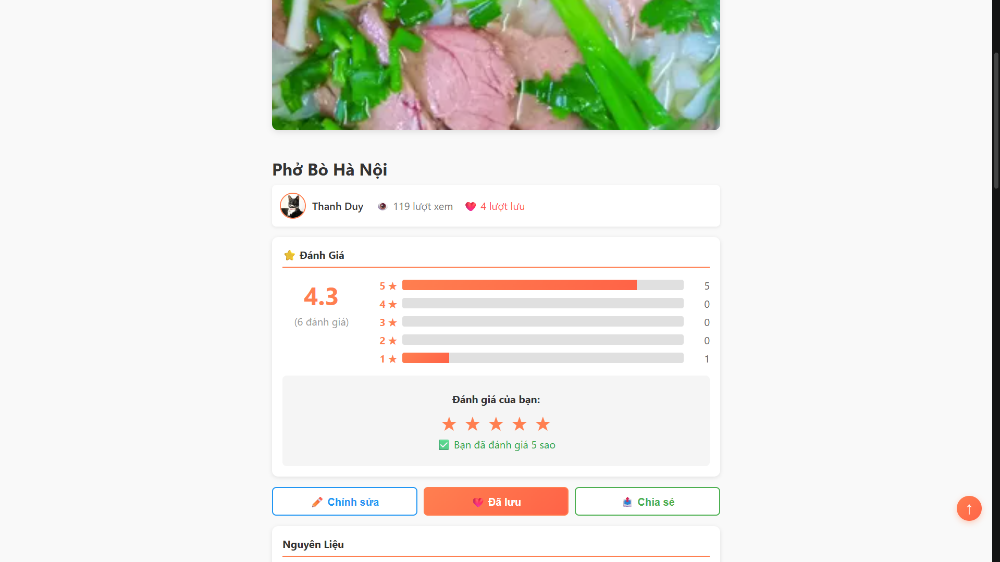 Phở Bò Hà Nội
Thanh Duy 119 lượt xem 4 lượt lưu
Đánh Giá
4.3
(6 đánh giá)
5 ★ 5
4 ★ 0
3 ★ 0
2 ★ 0
1 ★ 1
Đánh giá của bạn:
★ ★ ★ ★ ★
✅ Bạn đã đánh giá 5 sao
Chỉnh sửa
Đã lưu
Chia sẻ
↑
Nguyên Liệu